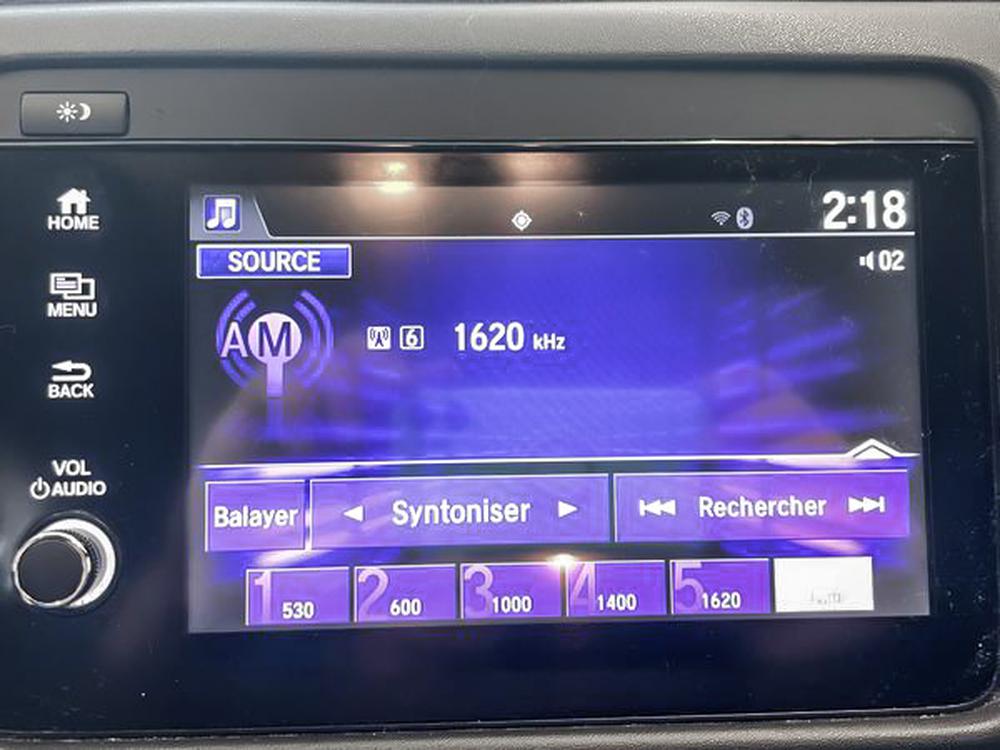 2:18
SOURCE
02
AM
6 1620 kHz
HOME
MENU
BACK
VOL
AUDIO
Balayer Syntoniser Rechercher
1 530 2 600 3 1000 4 1400 5 1620